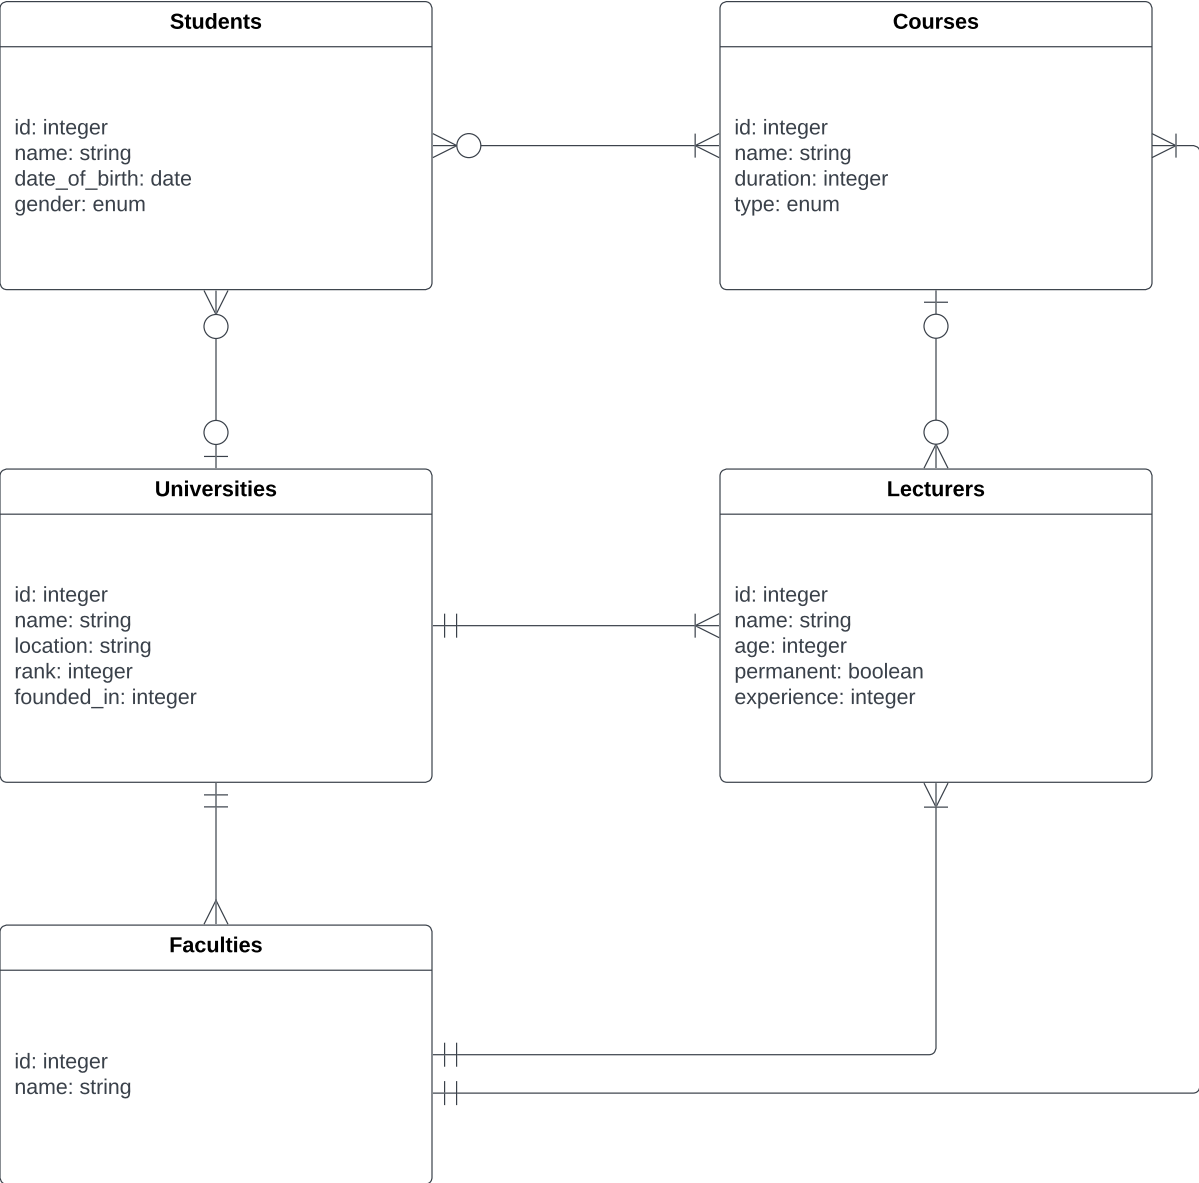 Students
id: integer
name: string
date_of_birth: date
gender: enum
Courses
id: integer
name: string
duration: integer
type: enum
Universities
id: integer
name: string
location: string
rank: integer
founded_in: integer
Lecturers
id: integer
name: string
age: integer
permanent: boolean
experience: integer
Faculties
id: integer
name: string